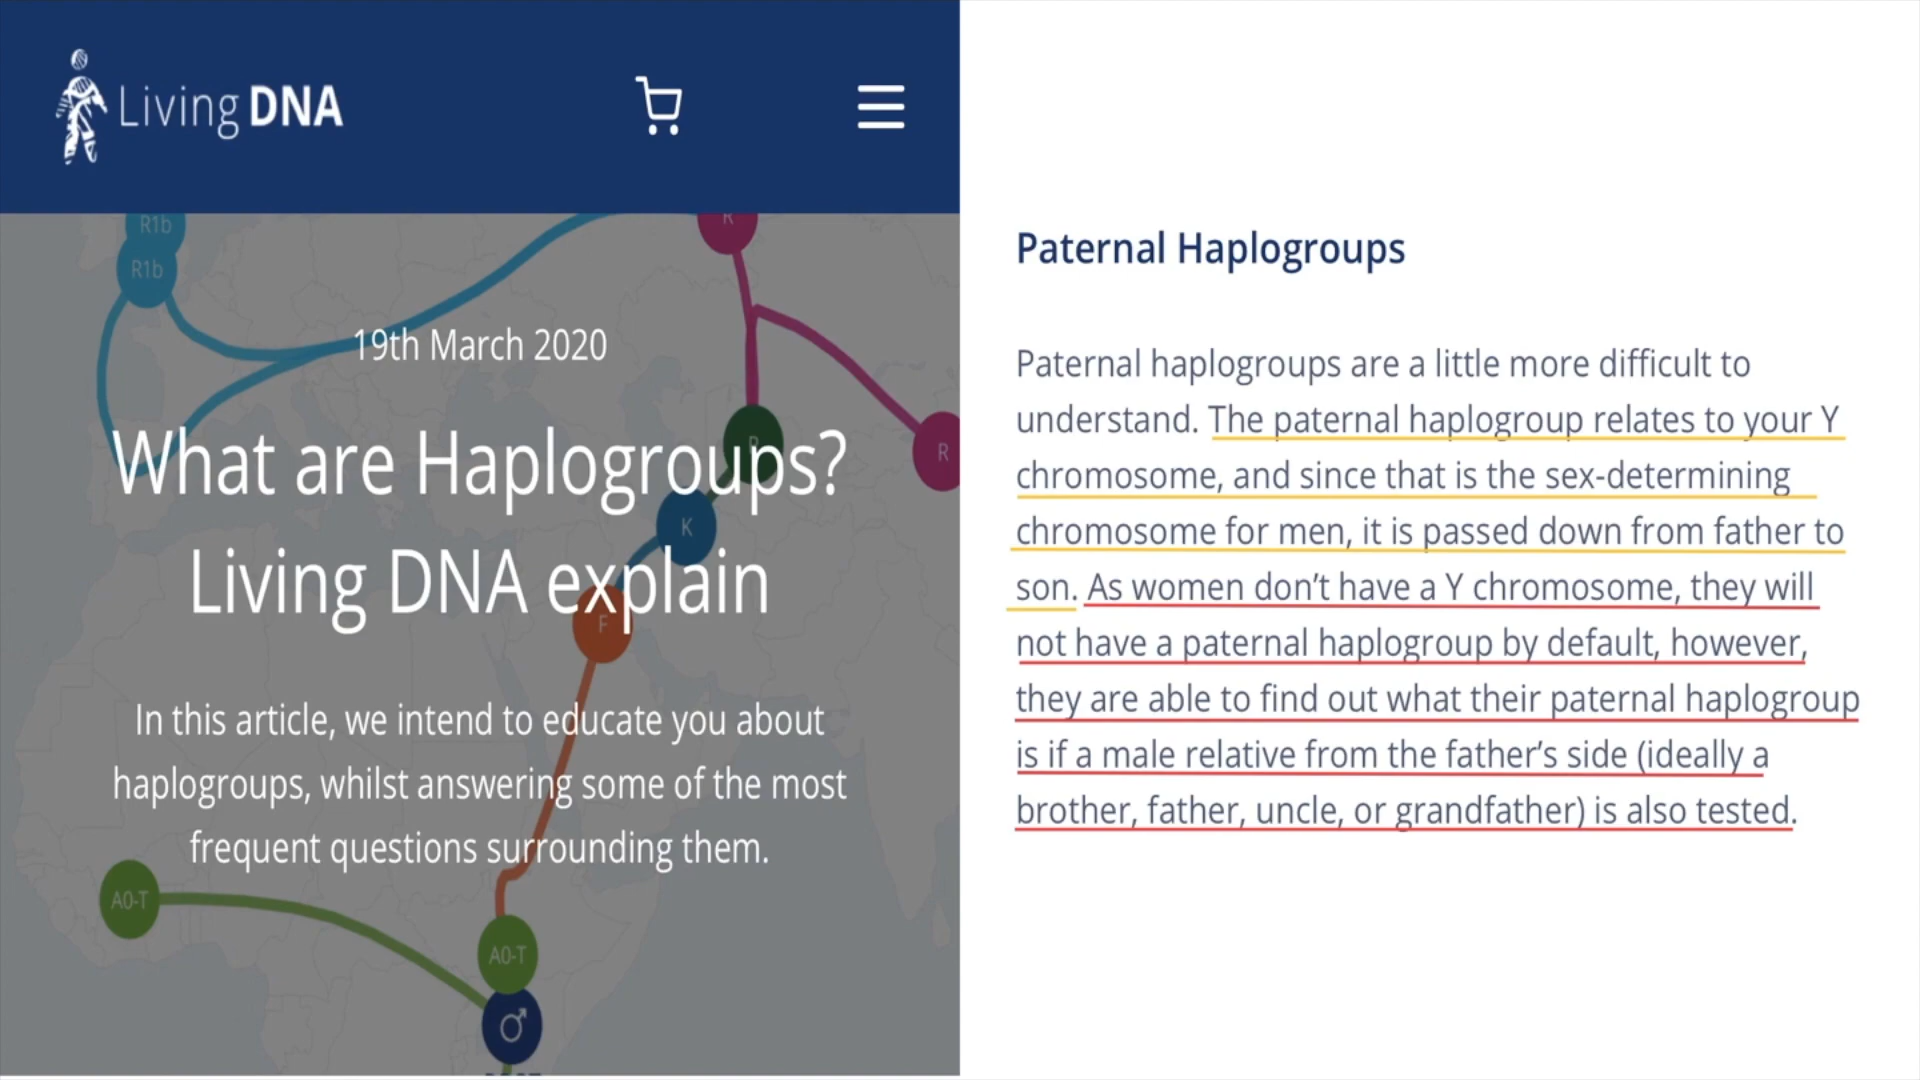 Living DNA
R1b
R1b
R
R
K
F
A0-T
A0-T
19th March 2020
What are Haplogroups?
Living DNA explain
In this article, we intend to educate you about
haplogroups, whilst answering some of the most
frequent questions surrounding them.
Paternal Haplogroups
Paternal haplogroups are a little more difficult to
understand. The paternal haplogroup relates to your Y
chromosome, and since that is the sex-determining
chromosome for men, it is passed down from father to
son. As women don’t have a Y chromosome, they will
not have a paternal haplogroup by default, however,
they are able to find out what their paternal haplogroup
is if a male relative from the father’s side (ideally a
brother, father, uncle, or grandfather) is also tested.